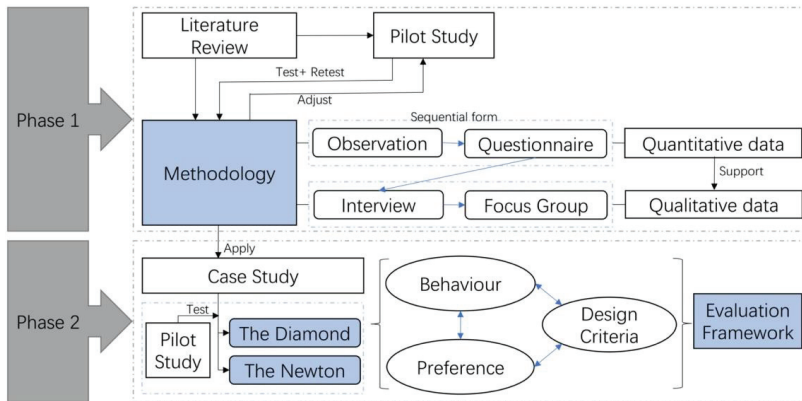 Phase 1
Literature
Review
Pilot Study
Test+ Retest
Adjust
Methodology
Sequential form
Observation
Questionnaire
Quantitative data
Support
Interview
Focus Group
Qualitative data
Apply
Phase 2
Case Study
Test
Pilot
Study
The Diamond
The Newton
Behaviour
Preference
Design
Criteria
Evaluation
Framework